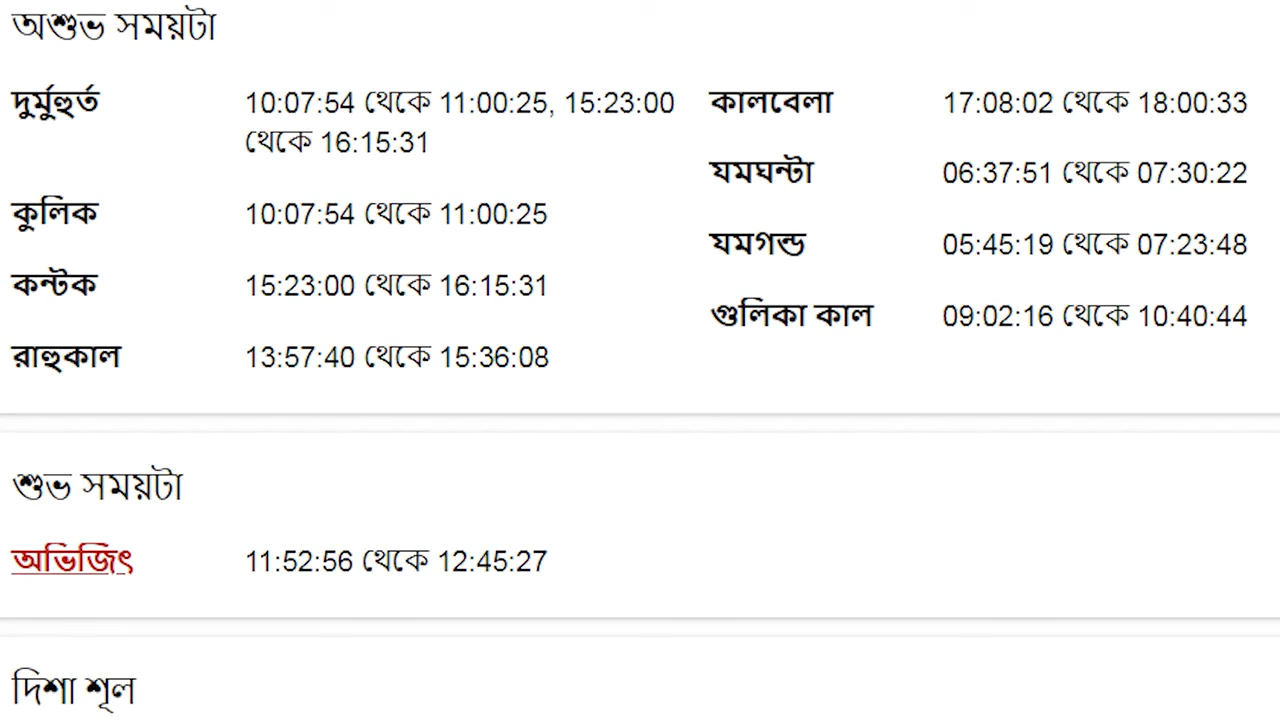 অশুভ সময়টা
দুর্মুহুর্ত 10:07:54 থেকে 11:00:25, 15:23:00
থেকে 16:15:31
কুলিক 10:07:54 থেকে 11:00:25
কন্টক 15:23:00 থেকে 16:15:31
রাহুকাল 13:57:40 থেকে 15:36:08
কালবেলা 17:08:02 থেকে 18:00:33
যমঘন্টা 06:37:51 থেকে 07:30:22
যমগন্ড 05:45:19 থেকে 07:23:48
গুলিকা কাল 09:02:16 থেকে 10:40:44
শুভ সময়টা
অভিজিৎ 11:52:56 থেকে 12:45:27
দিশা শূল